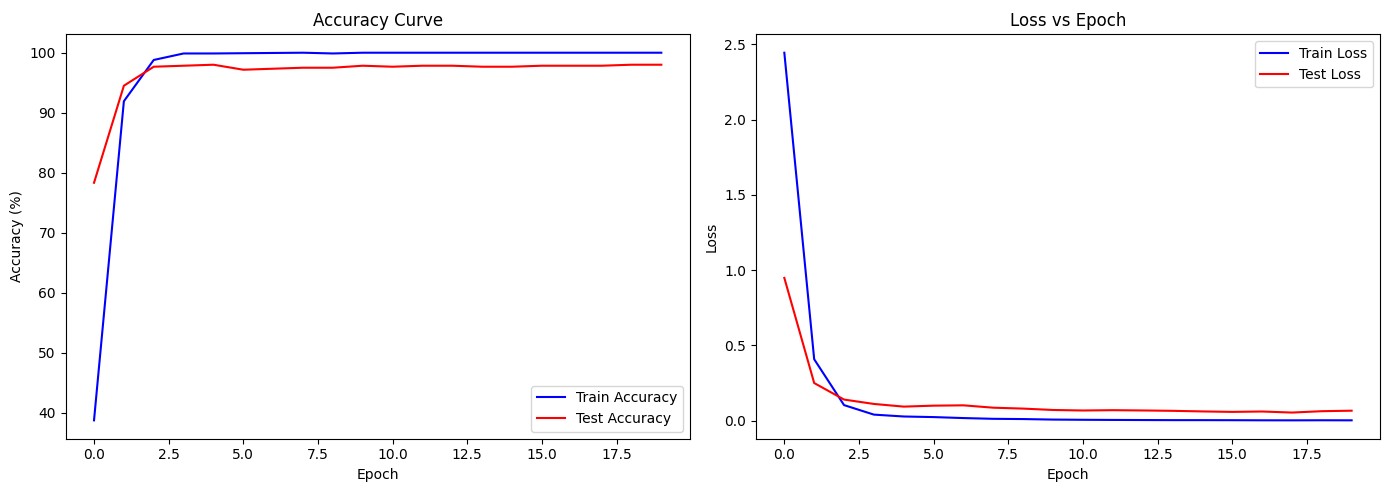 Accuracy Curve
Accuracy (%)
100
90
80
70
60
50
40
0.0 2.5 5.0 7.5 10.0 12.5 15.0 17.5
Epoch
Train Accuracy
Test Accuracy
Loss vs Epoch
Loss
2.5
2.0
1.5
1.0
0.5
0.0
0.0 2.5 5.0 7.5 10.0 12.5 15.0 17.5
Epoch
Train Loss
Test Loss